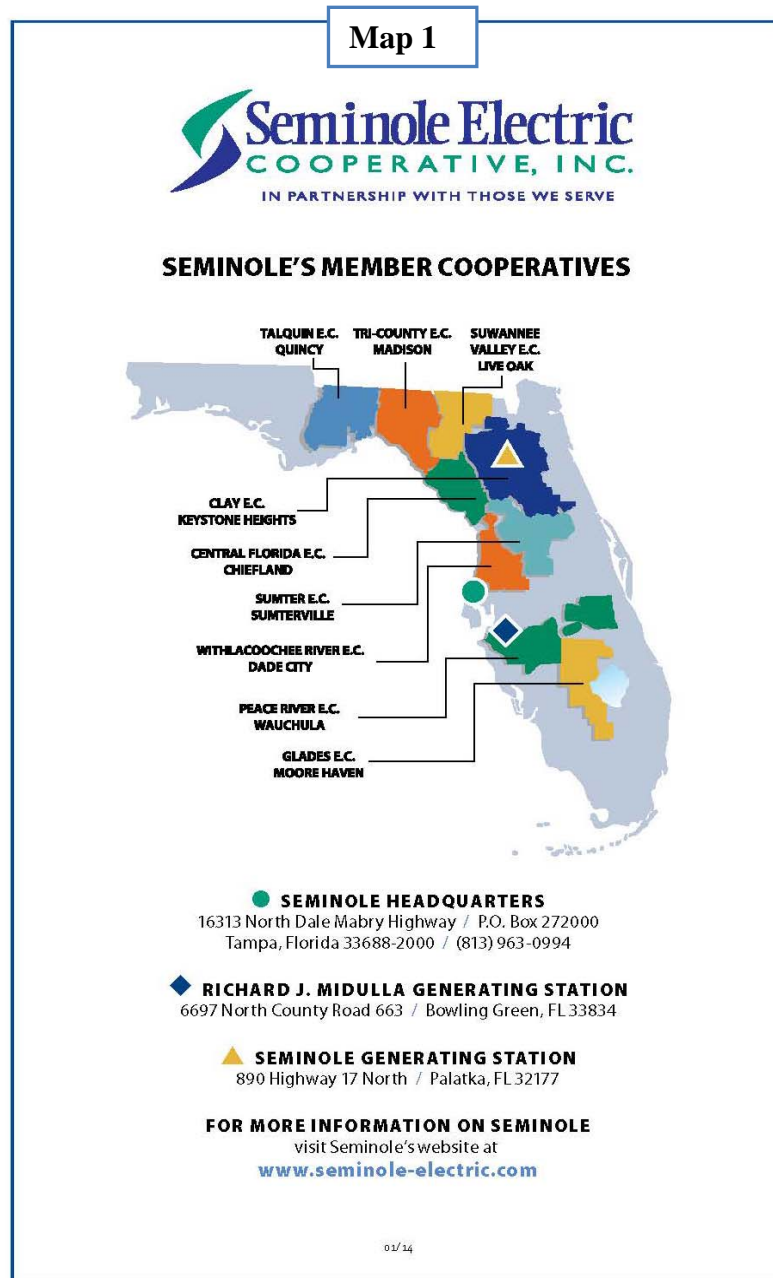 Map 1
Seminole Electric
COOPERATIVE, INC.
IN PARTNERSHIP WITH THOSE WE SERVE
SEMINOLE'S MEMBER COOPERATIVES
TALQUIN E.C.
QUINCY
TRI-COUNTY E.C.
MADISON
SUWANNEE
VALLEY E.C.
LIVE OAK
CLAY E.C.
KEYSTONE HEIGHTS
CENTRAL FLORIDA E.C.
CHIEFLAND
SUMTER E.C.
SUMTERVILLE
WITHLACOOCHEE RIVER E.C.
DADE CITY
PEACE RIVER E.C.
WAUCHULA
GLADES E.C.
MOORE HAVEN
SEMINOLE HEADQUARTERS
16313 North Dale Mabry Highway / P.O. Box 272000
Tampa, Florida 33688-2000 / (813) 963-0994
RICHARD J. MIDULLA GENERATING STATION
6697 North County Road 663 / Bowling Green, FL 33834
SEMINOLE GENERATING STATION
890 Highway 17 North / Palatka, FL 32177
FOR MORE INFORMATION ON SEMINOLE
visit Seminole's website at
www.seminole-electric.com
01/14